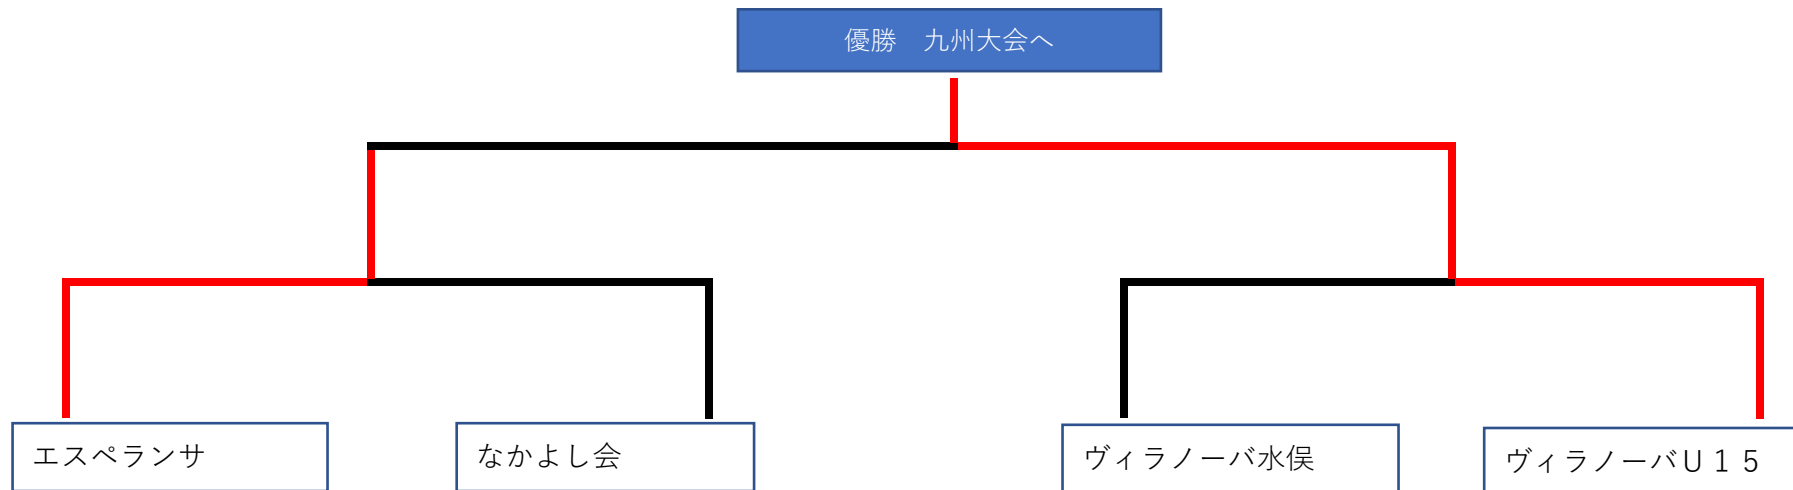 優勝　九州大会へ
エスペランサ
なかよし会
ヴィラノーバ水俣
ヴィラノーバＵ１５